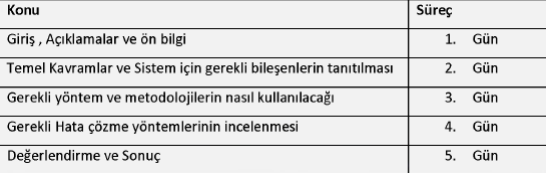 Konu Süreç
Giriş , Açıklamalar ve ön bilgi 1. Gün
Temel Kavramlar ve Sistem için gerekli bileşenlerin tanıtılması 2. Gün
Gerekli yöntem ve metodolojilerin nasıl kullanılacağı 3. Gün
Gerekli Hata çözme yöntemlerinin incelenmesi 4. Gün
Değerlendirme ve Sonuç 5. Gün